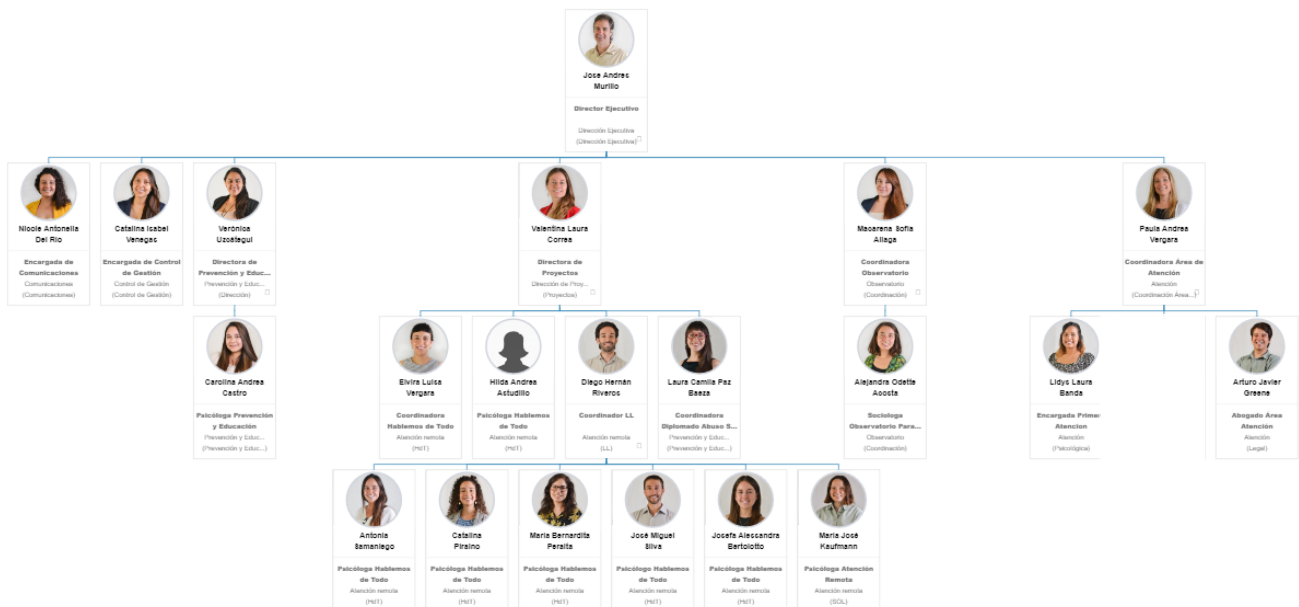 Jose Andres
Murillo
Director Ejecutivo
Dirección Ejecutiva
(Dirección Ejecutiva)
Nicole Antonella
Del Rio
Encargada de
Comunicaciones
Comunicaciones
(Comunicaciones)
Catalina Isabel
Venegas
Encargada de Control
de Gestión
Control de Gestión
(Control de Gestión)
Verónica
Uzcátegui
Directora de
Prevención y Educ...
Prevención y Educ...
(Dirección)
Valentina Laura
Correa
Directora de
Proyectos
Dirección de Proy...
(Proyectos)
Macarena Sofía
Aliaga
Coordinadora
Observatorio
Observatorio
(Coordinación)
Paula Andrea
Vergara
Coordinadora Área de
Atención
Atención
(Coordinación Área...)
Carolina Andrea
Castro
Psicóloga Prevención
y Educación
Prevención y Educ...
(Prevención y Educ...)
Elvira Luisa
Vergara
Coordinadora
Hablemos de Todo
Atención remota
(HdT)
Hilda Andrea
Astudillo
Psicóloga Hablemos
de Todo
Atención remota
(HdT)
Diego Hernán
Riveros
Coordinador LL
Atención remota
(LL)
Laura Camila Paz
Baeza
Coordinadora
Diplomado Abuso S...
Prevención y Educ...
(Prevención y Educ...)
Alejandra Odette
Acosta
Sociologa
Observatorio Para...
Observatorio
(Coordinación)
Lidys Laura
Banda
Encargada Primer
Atencion
Atención
(Psicológica)
Arturo Javier
Greene
Abogado Área
Atención
Atención
(Legal)
Antonia
Samaniego
Psicóloga Hablemos
de Todo
Atención remota
(HdT)
Catalina
Piraino
Psicóloga Hablemos
de Todo
Atención remota
(HdT)
María Bernardita
Peralta
Psicóloga Hablemos
de Todo
Atención remota
(HdT)
José Miguel
Silva
Psicólogo Hablemos
de Todo
Atención remota
(HdT)
Josefa Alessandra
Bertolotto
Psicóloga Hablemos
de Todo
Atención remota
(HdT)
María José
Kaufmann
Psicóloga Atención
Remota
Atención remota
(SOL)